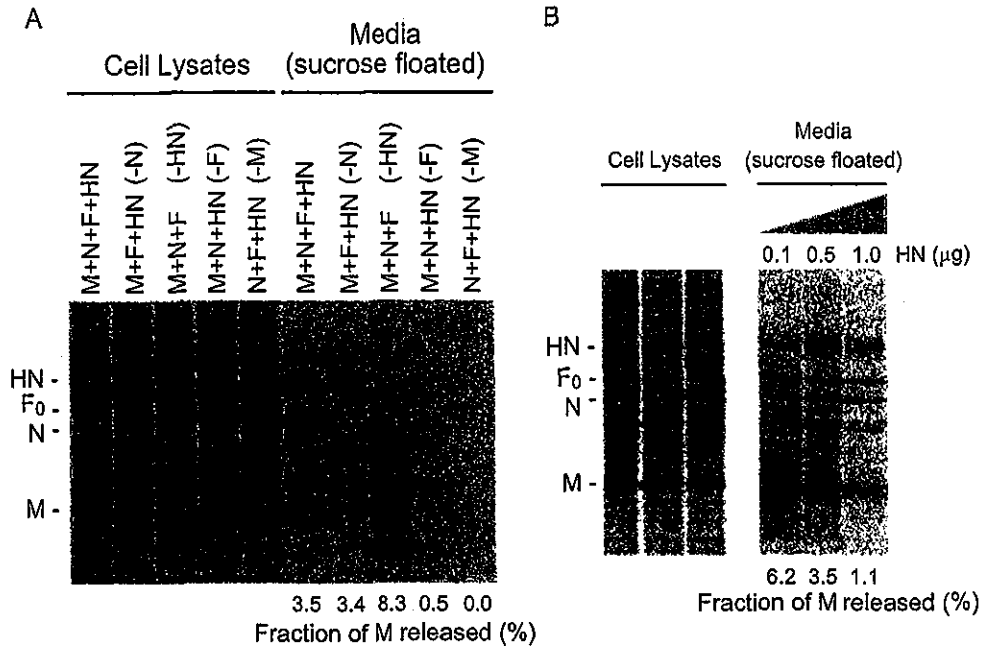 A
Cell Lysates
Media
(sucrose floated)
M+N+F+HN
M+F+HN (-N)
M+N+F (-HN)
M+N+HN (-F)
N+F+HN (-M)
M+N+F+HN
M+F+HN (-N)
M+N+F (-HN)
M+N+HN (-F)
N+F+HN (-M)
HN -
F0 -
N -
M -
3.5 3.4 8.3 0.5 0.0
Fraction of M released (%)
B
Cell Lysates
Media
(sucrose floated)
0.1 0.5 1.0 HN (µg)
HN -
F0 -
N -
M -
6.2 3.5 1.1
Fraction of M released (%)